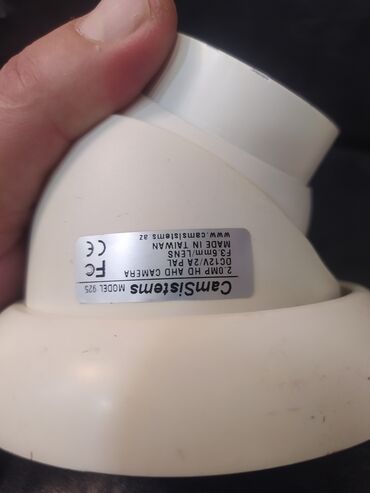 CamSistems MODEL 925
2.0MP HD AHD CAMERA
DC12V/2A PAL
F3.6mm/LENS
MADE IN TAIWAN
www.camsistems.az
FC CE